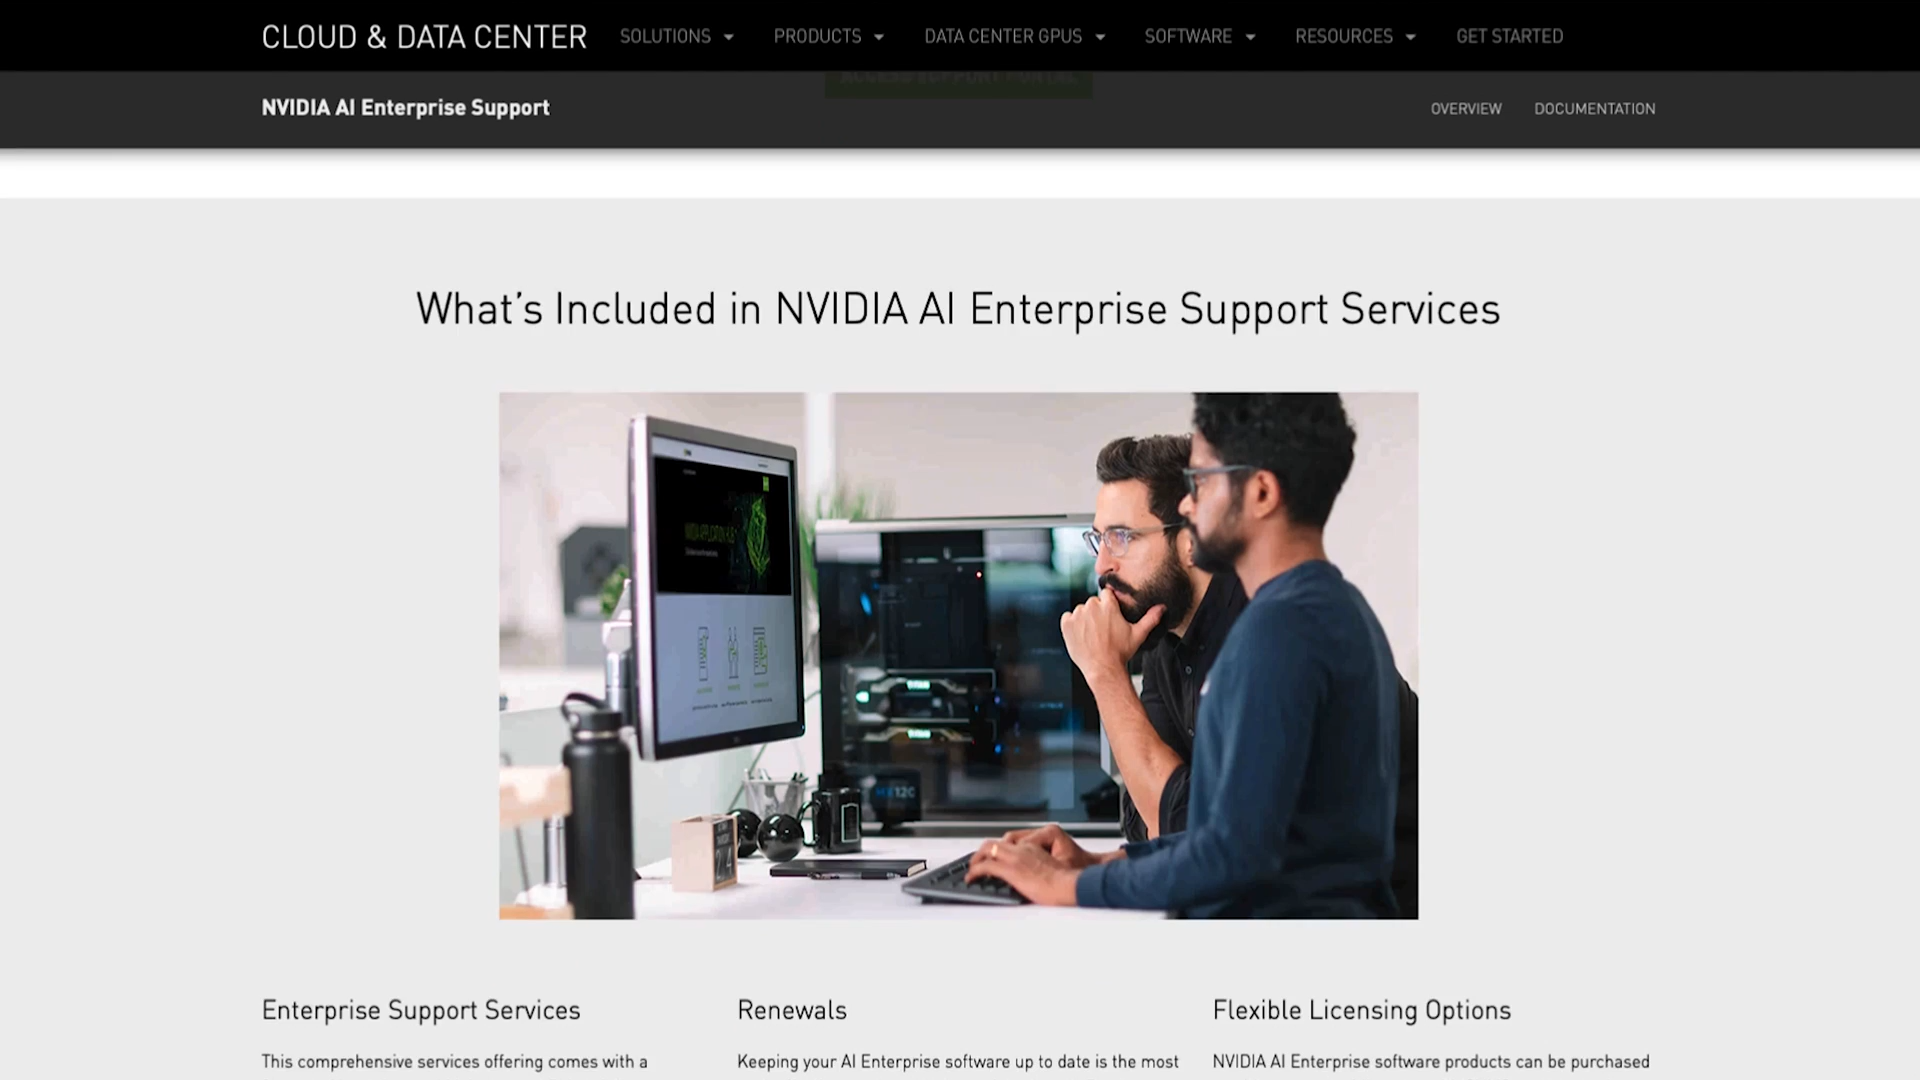 CLOUD & DATA CENTER SOLUTIONS PRODUCTS DATA CENTER GPUS SOFTWARE RESOURCES GET STARTED
ACCESS SUPPORT PORTAL
NVIDIA AI Enterprise Support OVERVIEW DOCUMENTATION
What’s Included in NVIDIA AI Enterprise Support Services
Enterprise Support Services
This comprehensive services offering comes with a
Renewals
Keeping your AI Enterprise software up to date is the most
Flexible Licensing Options
NVIDIA AI Enterprise software products can be purchased